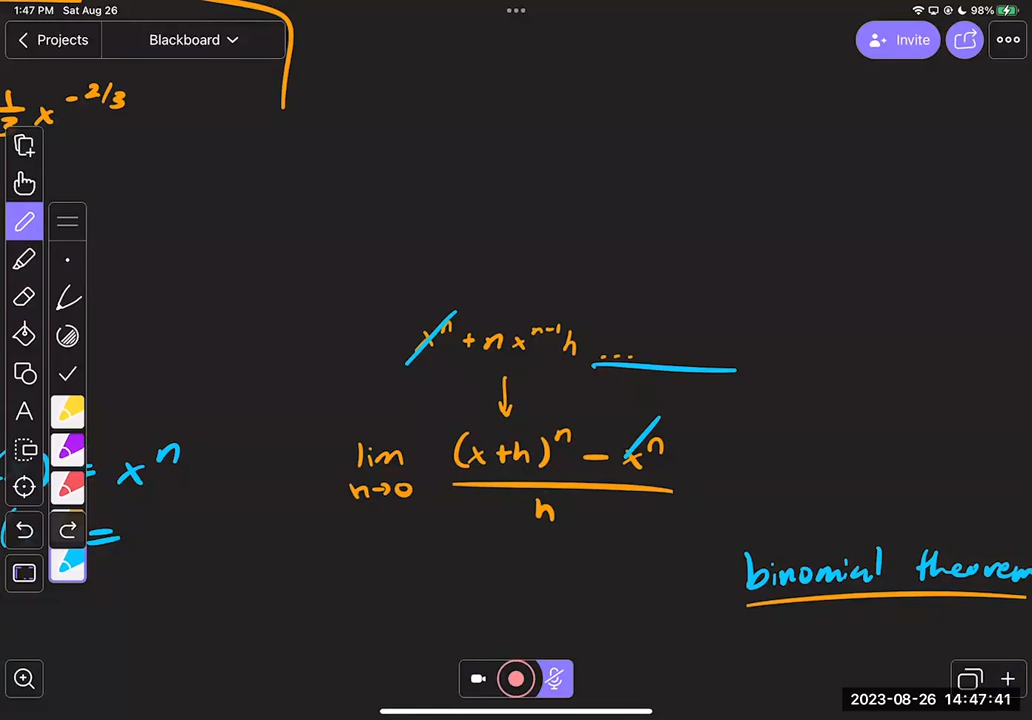 1:47 PM Sat Aug 26
98%
Projects
Blackboard
Invite
x^{-2/3}
x^n + n x^{n-1} h ...
lim h→0 \frac{(x+h)^n - x^n}{h}
= x^n
=
binomial theorem
A
2023-08-26 14:47:41